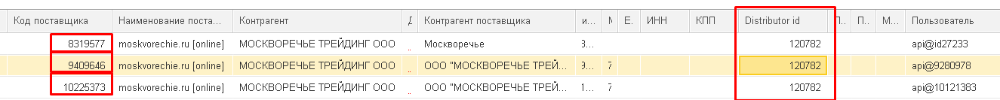 Код поставщика Наименование поста... Контрагент Д Контрагент поставщика и... М Е. ИНН КПП Distributor id П.. П... М... Пользователь
8319577 moskvorechie.ru [online] МОСКВОРЕЧЬЕ ТРЕЙДИНГ ООО .. Москворечье 120782 api@id27233
9409646 moskvorechie.ru [online] МОСКВОРЕЧЬЕ ТРЕЙДИНГ ООО .. ООО "МОСКВОРЕЧЬЕ ТРЕЙ... 9... 7 120782 api@9280978
10225373 moskvorechie.ru [online] МОСКВОРЕЧЬЕ ТРЕЙДИНГ ООО .. ООО "МОСКВОРЕЧЬЕ ТРЕЙ... 7 120782 api@10121383